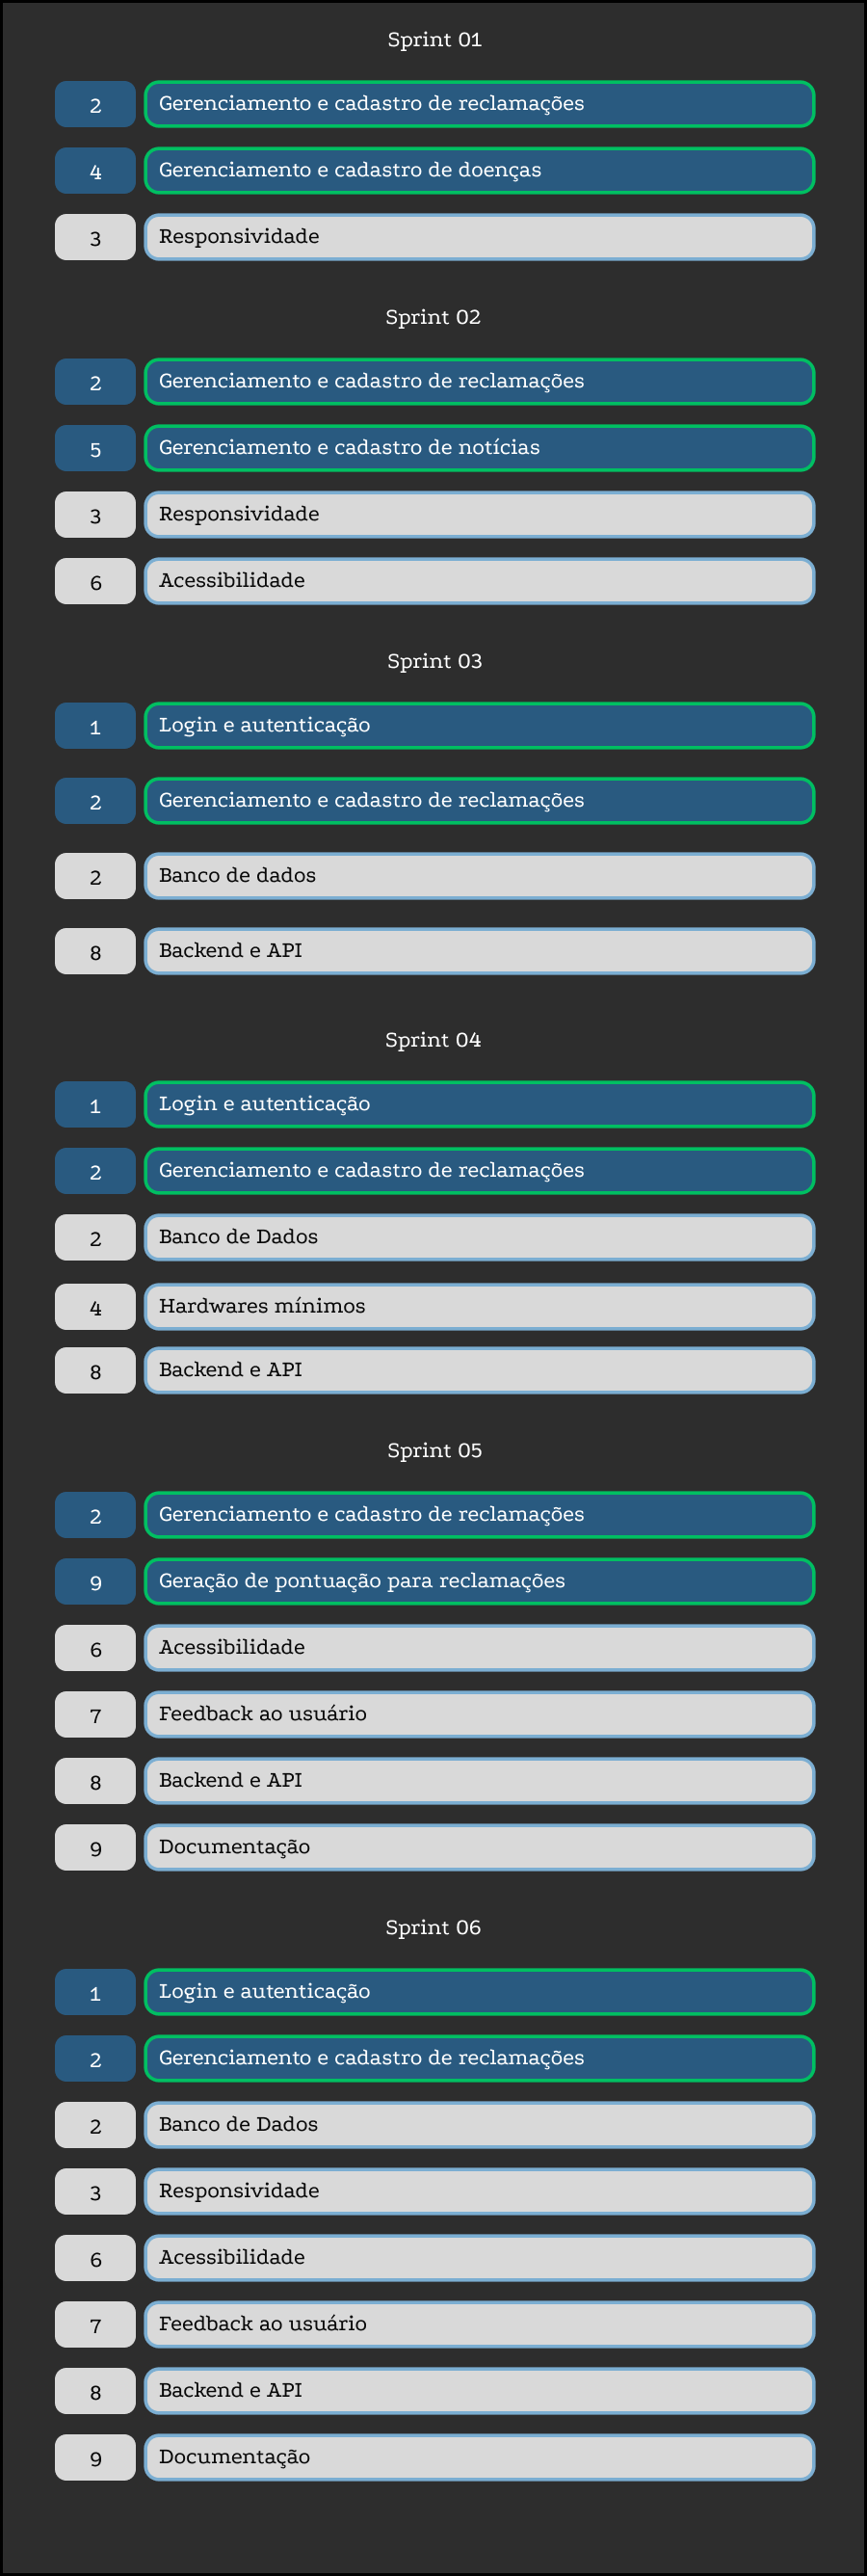 Sprint 01
2 Gerenciamento e cadastro de reclamações
4 Gerenciamento e cadastro de doenças
3 Responsividade
Sprint 02
2 Gerenciamento e cadastro de reclamações
5 Gerenciamento e cadastro de notícias
3 Responsividade
6 Acessibilidade
Sprint 03
1 Login e autenticação
2 Gerenciamento e cadastro de reclamações
2 Banco de dados
8 Backend e API
Sprint 04
1 Login e autenticação
2 Gerenciamento e cadastro de reclamações
2 Banco de Dados
4 Hardwares mínimos
8 Backend e API
Sprint 05
2 Gerenciamento e cadastro de reclamações
9 Geração de pontuação para reclamações
6 Acessibilidade
7 Feedback ao usuário
8 Backend e API
9 Documentação
Sprint 06
1 Login e autenticação
2 Gerenciamento e cadastro de reclamações
2 Banco de Dados
3 Responsividade
6 Acessibilidade
7 Feedback ao usuário
8 Backend e API
9 Documentação